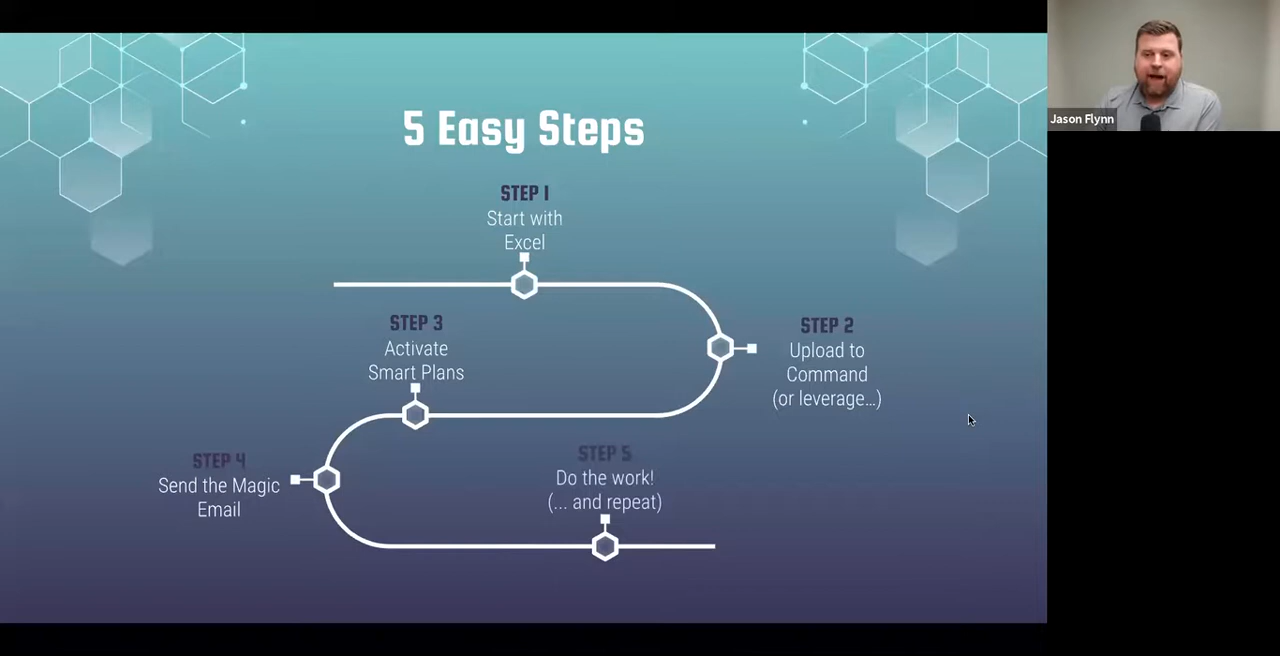 5 Easy Steps
STEP 1
Start with
Excel
STEP 2
Upload to
Command
(or leverage...)
STEP 3
Activate
Smart Plans
STEP 4
Send the Magic
Email
STEP 5
Do the work!
(... and repeat)
Jason Flynn